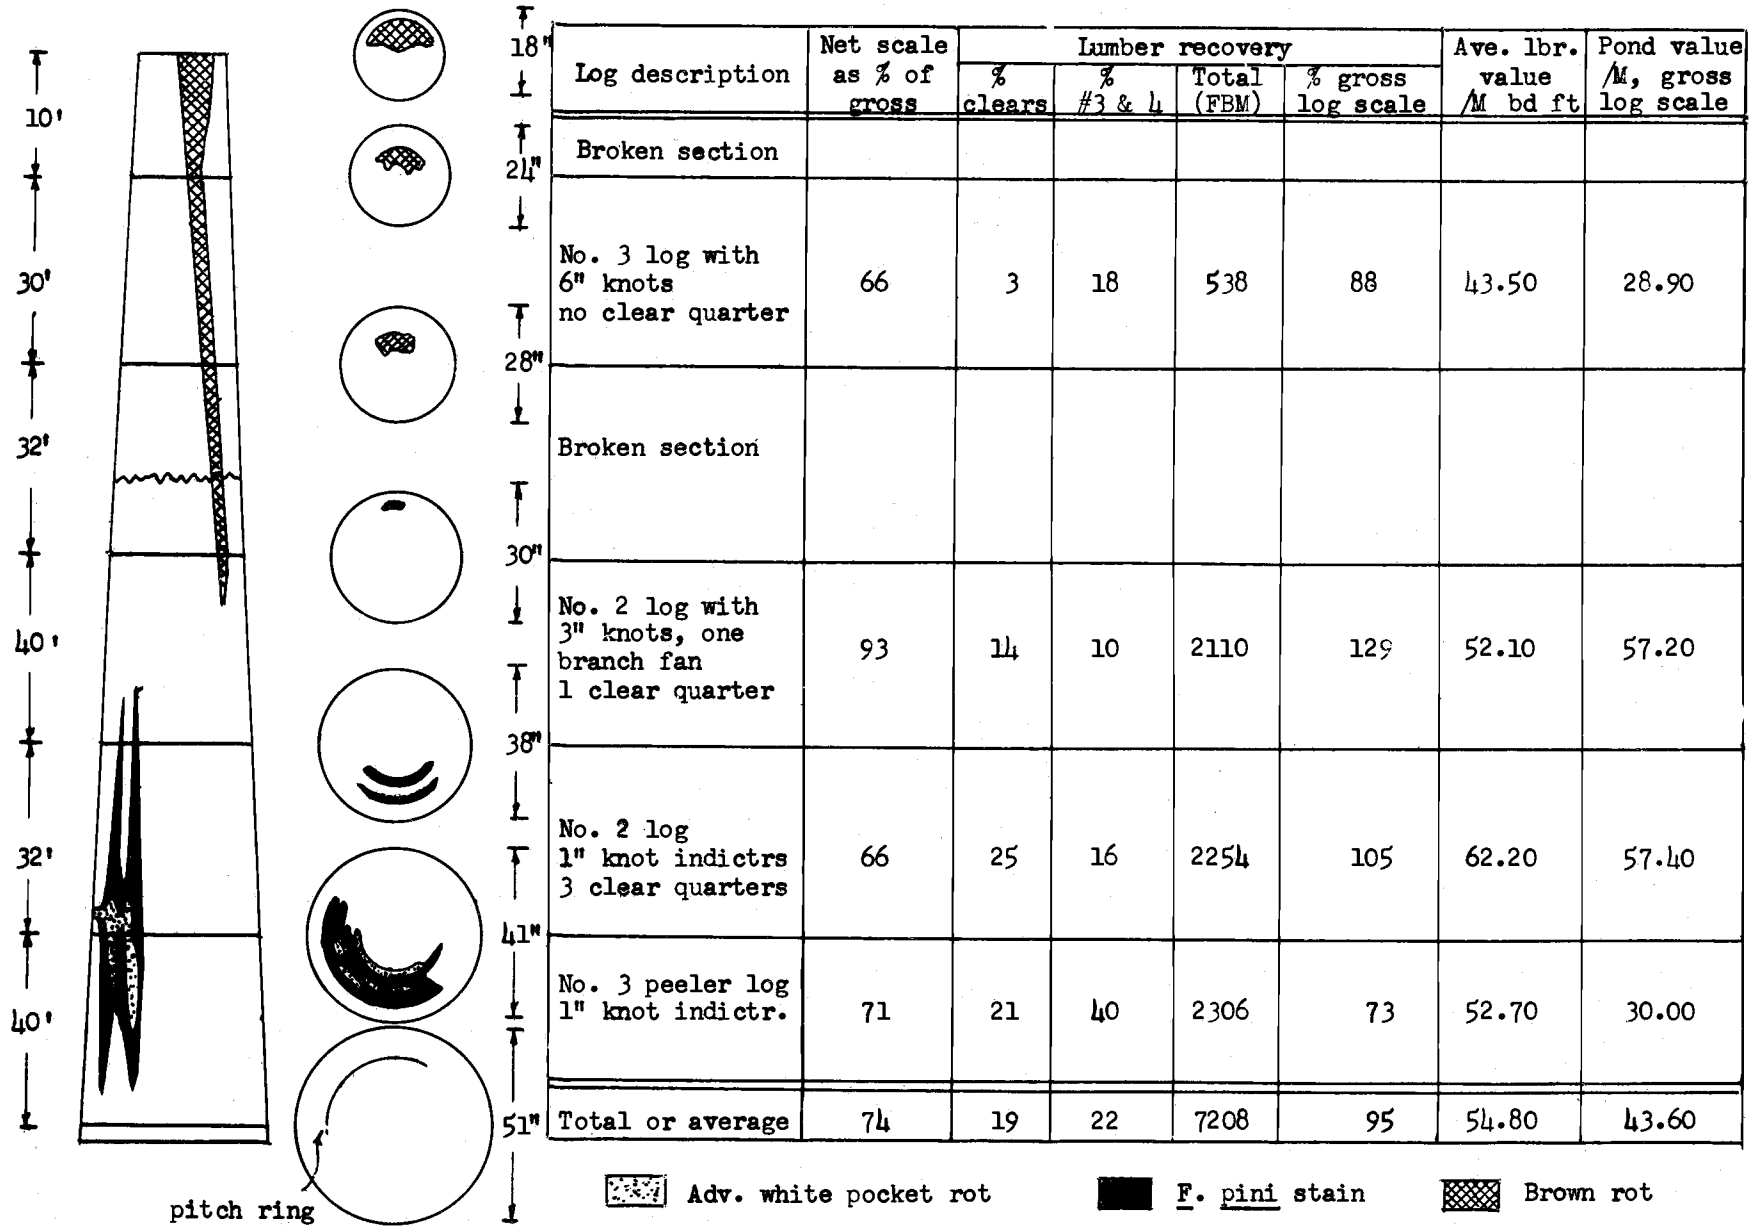 Log description
Net scale
as % of
gross
Lumber recovery
%
clears
%
#3 & 4
Total
(FBM)
% gross
log scale
Ave. lbr.
value
/M bd ft
Pond value
/M, gross
log scale
18"
10'
Broken section
24"
30'
No. 3 log with
6" knots
no clear quarter
66 3 18 538 88 43.50 28.90
28"
32'
Broken section
30"
40'
No. 2 log with
3" knots, one
branch fan
1 clear quarter
93 14 10 2110 129 52.10 57.20
38"
32'
No. 2 log
1" knot indictrs
3 clear quarters
66 25 16 2254 105 62.20 57.40
41"
40'
No. 3 peeler log
1" knot indictr.
71 21 40 2306 73 52.70 30.00
51"
Total or average 74 19 22 7208 95 54.80 43.60
pitch ring
Adv. white pocket rot
F. pini stain
Brown rot